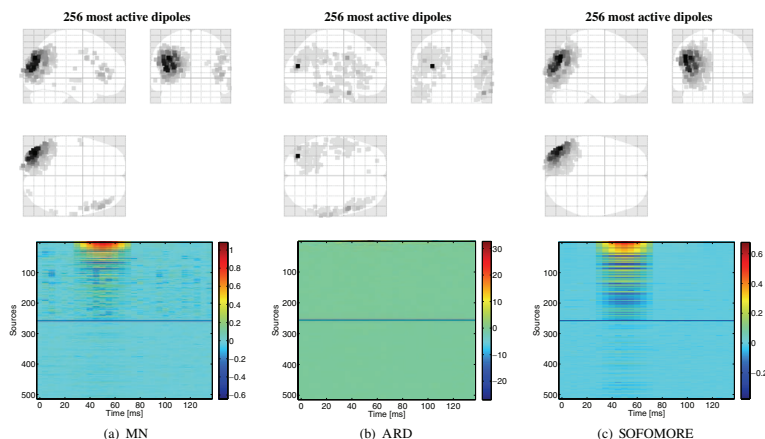 256 most active dipoles
256 most active dipoles
256 most active dipoles
Sources
100
200
300
400
500
0 20 40 60 80 100 120
Time [ms]
1
0.8
0.6
0.4
0.2
0
−0.2
−0.4
−0.6
(a) MN
Sources
100
200
300
400
500
0 20 40 60 80 100 120
Time [ms]
30
20
10
0
−10
−20
(b) ARD
Sources
100
200
300
400
500
0 20 40 60 80 100 120
Time [ms]
0.6
0.4
0.2
0
−0.2
(c) SOFOMORE